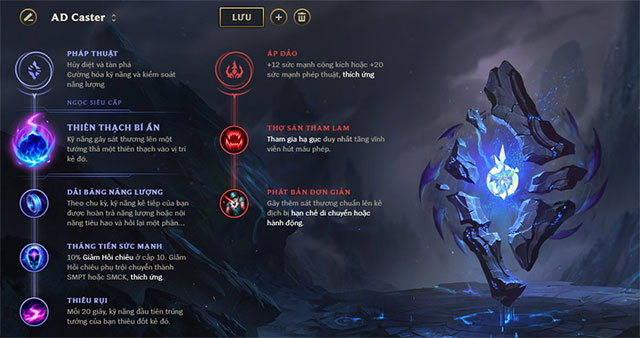 AD Caster
LƯU
PHÁP THUẬT
Hủy diệt và tàn phá
Cường hóa kỹ năng và kiểm soát
năng lượng
NGỌC SIÊU CẤP
THIÊN THẠCH BÍ ẨN
Kỹ năng gây sát thương lên một
tướng thả một thiên thạch vào vị trí
kẻ đó.
DẢI BĂNG NĂNG LƯỢNG
Theo chu kỳ, kỹ năng kế tiếp của bạn
được hoàn trả năng lượng hoặc nội
năng tiêu hao và hồi lại một phần...
THĂNG TIẾN SỨC MẠNH
10% Giảm Hồi chiêu ở cấp 10. Giảm
Hồi chiêu phụ trội chuyển thành
SMPT hoặc SMCK, thích ứng.
THIÊU RỤI
Mỗi 20 giây, kỹ năng đầu tiên trúng
tướng của bạn thiêu đốt kẻ đó.
ÁP ĐẢO
+12 sức mạnh công kích hoặc +20
sức mạnh phép thuật, thích ứng
THỢ SĂN THAM LAM
Tham gia hạ gục duy nhất tăng vĩnh
viễn hút máu phép.
PHÁT BẮN ĐƠN GIẢN
Gây thêm sát thương chuẩn lên kẻ
địch bị hạn chế di chuyển hoặc
hành động.